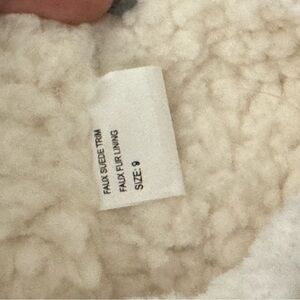 FAUX SUEDE TRIM
FAUX FUR LINING
SIZE: 9